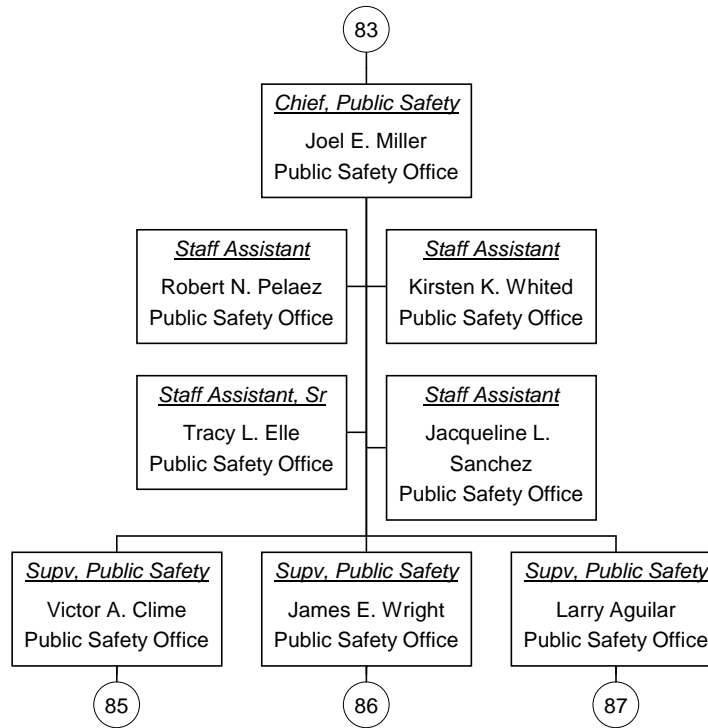 83
Chief, Public Safety
Joel E. Miller
Public Safety Office
Staff Assistant
Robert N. Pelaez
Public Safety Office
Staff Assistant
Kirsten K. Whited
Public Safety Office
Staff Assistant, Sr
Tracy L. Elle
Public Safety Office
Staff Assistant
Jacqueline L.
Sanchez
Public Safety Office
Supv, Public Safety
Victor A. Clime
Public Safety Office
85
Supv, Public Safety
James E. Wright
Public Safety Office
86
Supv, Public Safety
Larry Aguilar
Public Safety Office
87